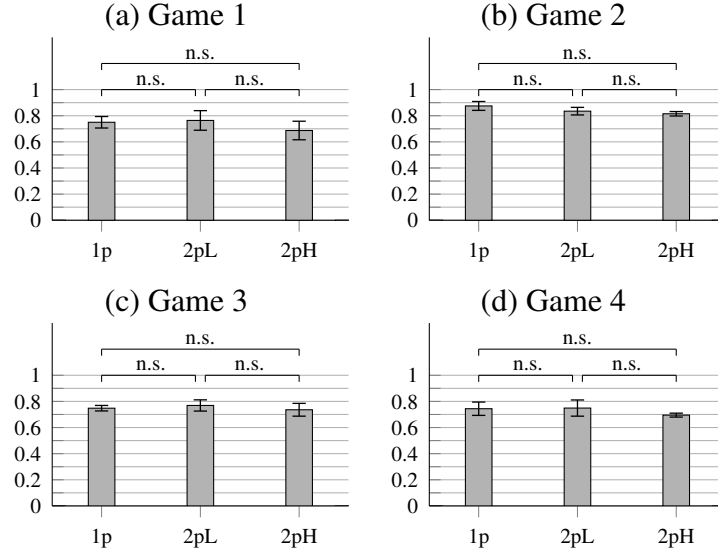 (a) Game 1
n.s.
n.s.
n.s.
1
0.8
0.6
0.4
0.2
0
1p
2pL
2pH
(b) Game 2
n.s.
n.s.
n.s.
1
0.8
0.6
0.4
0.2
0
1p
2pL
2pH
(c) Game 3
n.s.
n.s.
n.s.
1
0.8
0.6
0.4
0.2
0
1p
2pL
2pH
(d) Game 4
n.s.
n.s.
n.s.
1
0.8
0.6
0.4
0.2
0
1p
2pL
2pH